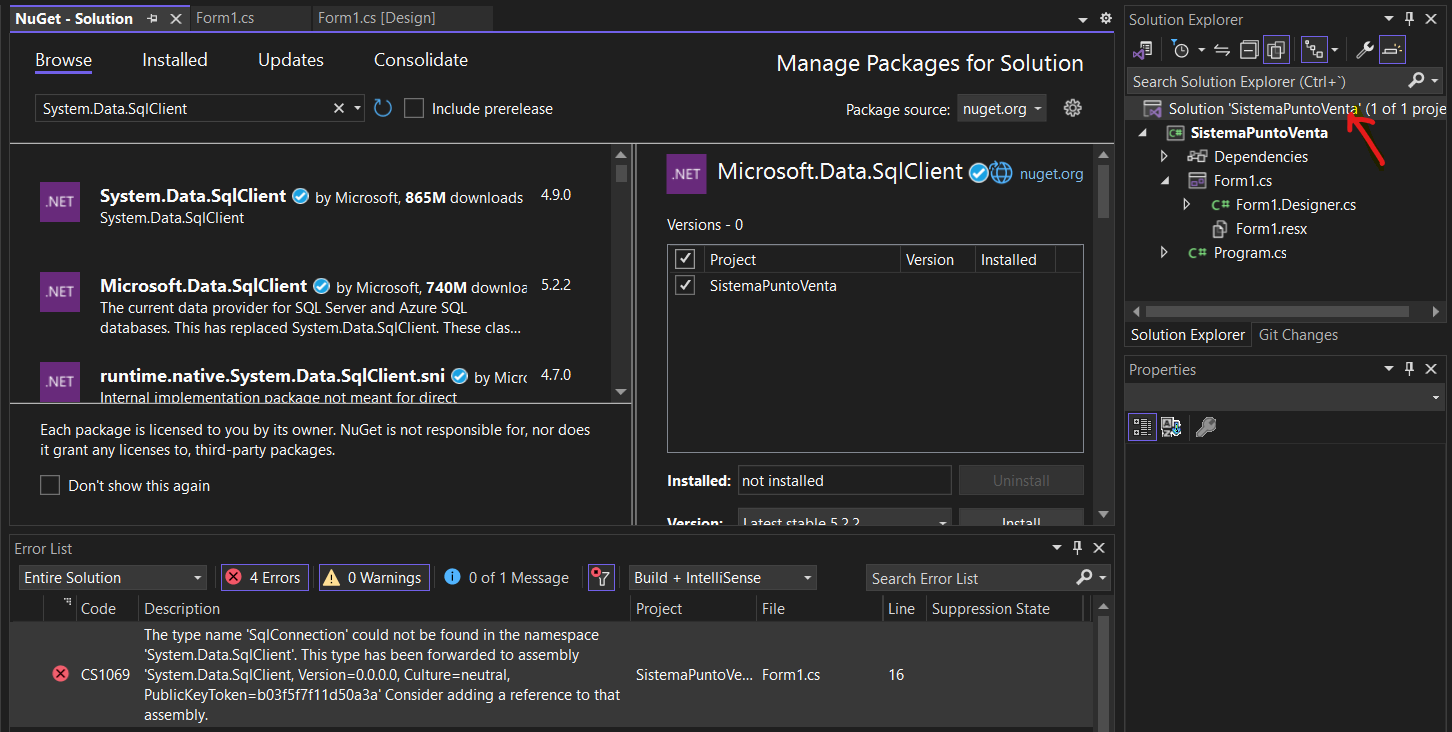 NuGet - Solution
Form1.cs
Form1.cs [Design]
Browse
Installed
Updates
Consolidate
Manage Packages for Solution
System.Data.SqlClient
Include prerelease
Package source: nuget.org
.NET
System.Data.SqlClient by Microsoft, 865M downloads
4.9.0
System.Data.SqlClient
.NET
Microsoft.Data.SqlClient by Microsoft, 740M downloa
5.2.2
The current data provider for SQL Server and Azure SQL
databases. This has replaced System.Data.SqlClient. These clas...
.NET
runtime.native.System.Data.SqlClient.sni by Micr
4.7.0
Internal implementation package not meant for direct
Each package is licensed to you by its owner. NuGet is not responsible for, nor does
it grant any licenses to, third-party packages.
Don't show this again
.NET
Microsoft.Data.SqlClient
nuget.org
Versions - 0
Project Version Installed
SistemaPuntoVenta
Installed: not installed Uninstall
Version: Latest stable 5.2.2 Install
Error List
Entire Solution
4 Errors
0 Warnings
0 of 1 Message
Build + IntelliSense
Search Error List
Code Description Project File Line Suppression State
The type name 'SqlConnection' could not be found in the namespace
'System.Data.SqlClient'. This type has been forwarded to assembly
CS1069 'System.Data.SqlClient, Version=0.0.0.0, Culture=neutral, SistemaPuntoVe... Form1.cs 16
PublicKeyToken=b03f5f7f11d50a3a' Consider adding a reference to that
assembly.
Solution Explorer
Search Solution Explorer (Ctrl+`)
Solution 'SistemaPuntoVenta' (1 of 1 proje
C# SistemaPuntoVenta
Dependencies
Form1.cs
C# Form1.Designer.cs
Form1.resx
C# Program.cs
Solution Explorer
Git Changes
Properties